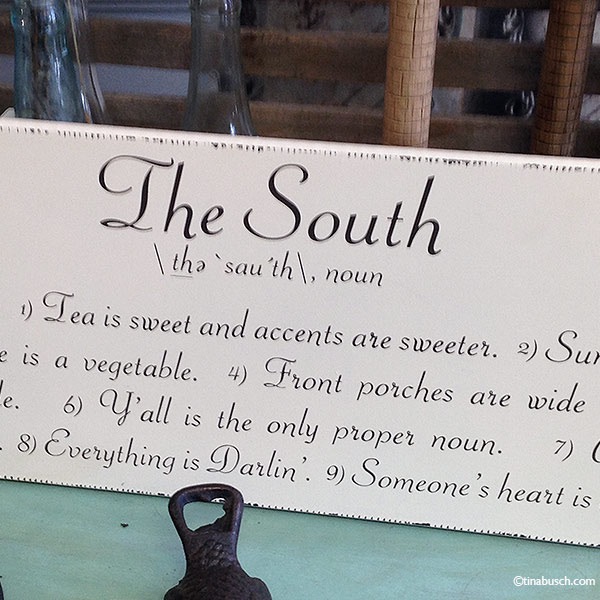 The South
\ thə `sau´th\, noun
1) Tea is sweet and accents are sweeter. 2) Sum
e is a vegetable. 4) Front porches are wide
le. 6) Y'all is the only proper noun. 7)
. 8) Everything is Darlin'. 9) Someone's heart is
©tinabusch.com